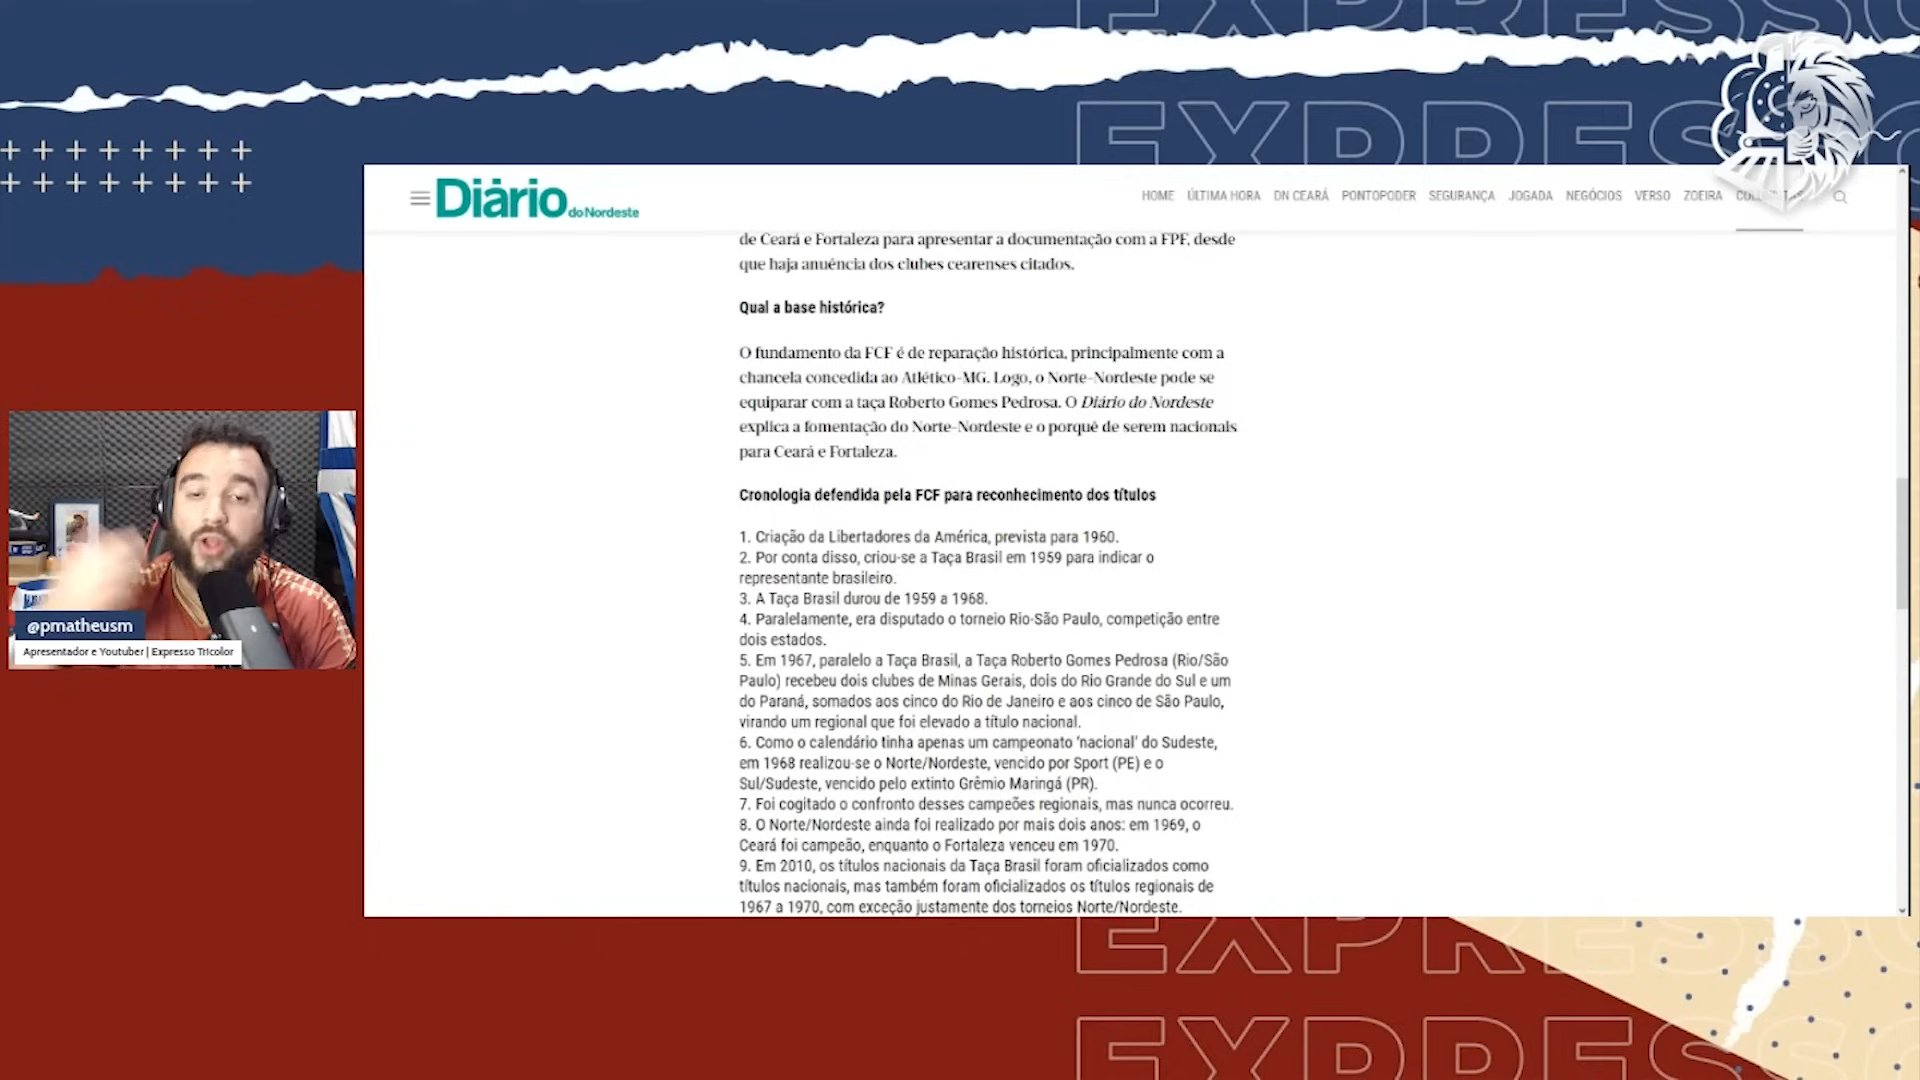 EXPRESSO
EXPRESSO
Diário do Nordeste
HOME ÚLTIMA HORA DN CEARÁ PONTOPODER SEGURANÇA JOGADA NEGÓCIOS VERSO ZOEIRA
de Ceará e Fortaleza para apresentar a documentação com a FPF, desde
que haja anuência dos clubes cearenses citados.
Qual a base histórica?
O fundamento da FCF é de reparação histórica, principalmente com a
chancela concedida ao Atlético-MG. Logo, o Norte-Nordeste pode se
equiparar com a taça Roberto Gomes Pedrosa. O Diário do Nordeste
explica a fomentação do Norte-Nordeste e o porquê de serem nacionais
para Ceará e Fortaleza.
Cronologia defendida pela FCF para reconhecimento dos títulos
1. Criação da Libertadores da América, prevista para 1960.
2. Por conta disso, criou-se a Taça Brasil em 1959 para indicar o
representante brasileiro.
3. A Taça Brasil durou de 1959 a 1968.
4. Paralelamente, era disputado o torneio Rio-São Paulo, competição entre
dois estados.
5. Em 1967, paralelo a Taça Brasil, a Taça Roberto Gomes Pedrosa (Rio/São
Paulo) recebeu dois clubes de Minas Gerais, dois do Rio Grande do Sul e um
do Paraná, somados aos cinco do Rio de Janeiro e aos cinco de São Paulo,
virando um regional que foi elevado a título nacional.
6. Como o calendário tinha apenas um campeonato ‘nacional’ do Sudeste,
em 1968 realizou-se o Norte/Nordeste, vencido por Sport (PE) e o
Sul/Sudeste, vencido pelo extinto Grêmio Maringá (PR).
7. Foi cogitado o confronto desses campeões regionais, mas nunca ocorreu.
8. O Norte/Nordeste ainda foi realizado por mais dois anos: em 1969, o
Ceará foi campeão, enquanto o Fortaleza venceu em 1970.
9. Em 2010, os títulos nacionais da Taça Brasil foram oficializados como
títulos nacionais, mas também foram oficializados os títulos regionais de
1967 a 1970, com exceção justamente dos torneios Norte/Nordeste.
@pmatheusm
Apresentador e Youtuber | Expresso Tricolor
EXPRESSO
EXPRESSO